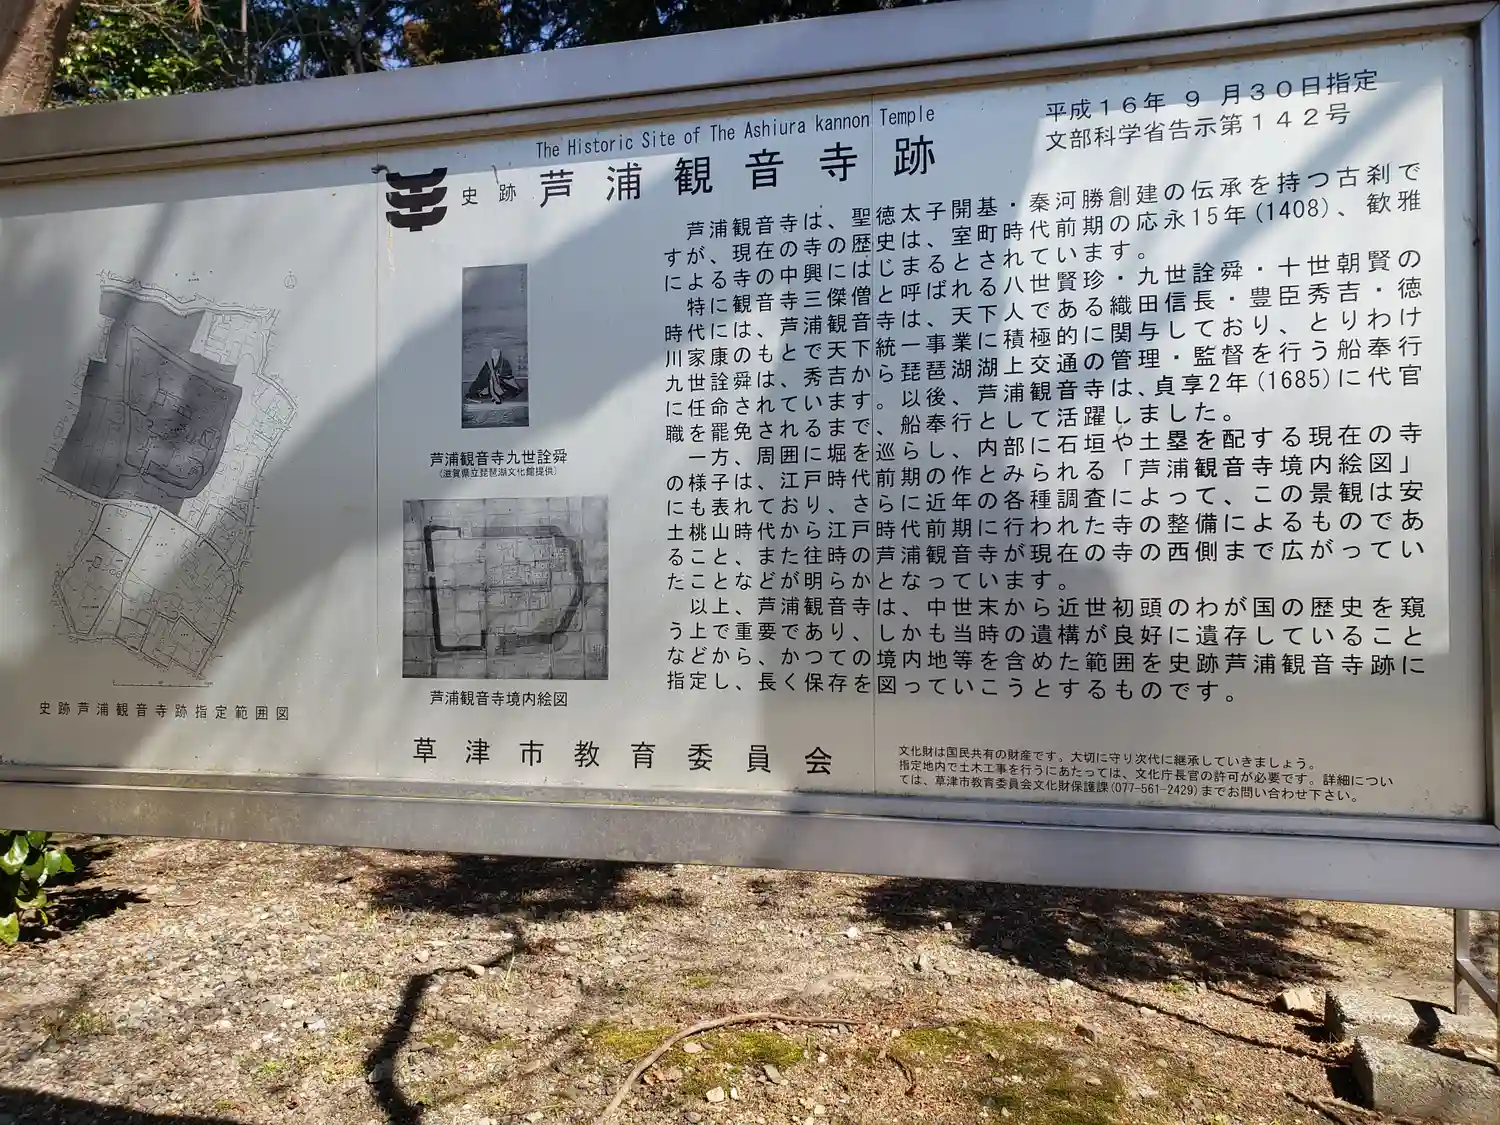 The Historic Site of The Ashiura kannon Temple
史跡 芦浦観音寺跡
平成16年 9 月30日指定
文部科学省告示第142号
芦浦観音寺は、聖徳太子開基・秦河勝創建の伝承を持つ古刹で
すが、現在の寺の歴史は、室町時代前期の応永15年(1408)、歓雅
による寺の中興にはじまるとされています。
特に観音寺三傑僧と呼ばれる八世賢珍・九世詮舜・十世朝賢の
時代には、芦浦観音寺は、天下人である織田信長・豊臣秀吉・徳
川家康のもとで天下統一事業に積極的に関与しており、とりわけ
九世詮舜は、秀吉から琵琶湖湖上交通の管理・監督を行う船奉行
に任命されています。以後、芦浦観音寺は、貞享2年(1685)に代官
職を罷免されるまで、船奉行として活躍しました。
一方、周囲に堀を巡らし、内部に石垣や土塁を配する現在の寺
の様子は、江戸時代前期の作とみられる「芦浦観音寺境内絵図」
にも表れており、さらに近年の各種調査によって、この景観は安
土桃山時代から江戸時代前期に行われた寺の整備によるものであ
ること、また往時の芦浦観音寺が現在の寺の西側まで広がってい
たことなどが明らかとなっています。
以上、芦浦観音寺は、中世末から近世初頭のわが国の歴史を窺
う上で重要であり、しかも当時の遺構が良好に遺存していること
などから、かつての境内地等を含めた範囲を史跡芦浦観音寺跡に
指定し、長く保存を図っていこうとするものです。
芦浦観音寺九世詮舜
(滋賀県立琵琶湖文化館提供)
芦浦観音寺境内絵図
史跡芦浦観音寺跡指定範囲図
草津市教育委員会
文化財は国民共有の財産です。大切に守り次代に継承していきましょう。
指定地内で土木工事を行うにあたっては、文化庁長官の許可が必要です。詳細につい
ては、草津市教育委員会文化財保護課(077-561-2429)までお問い合わせ下さい。